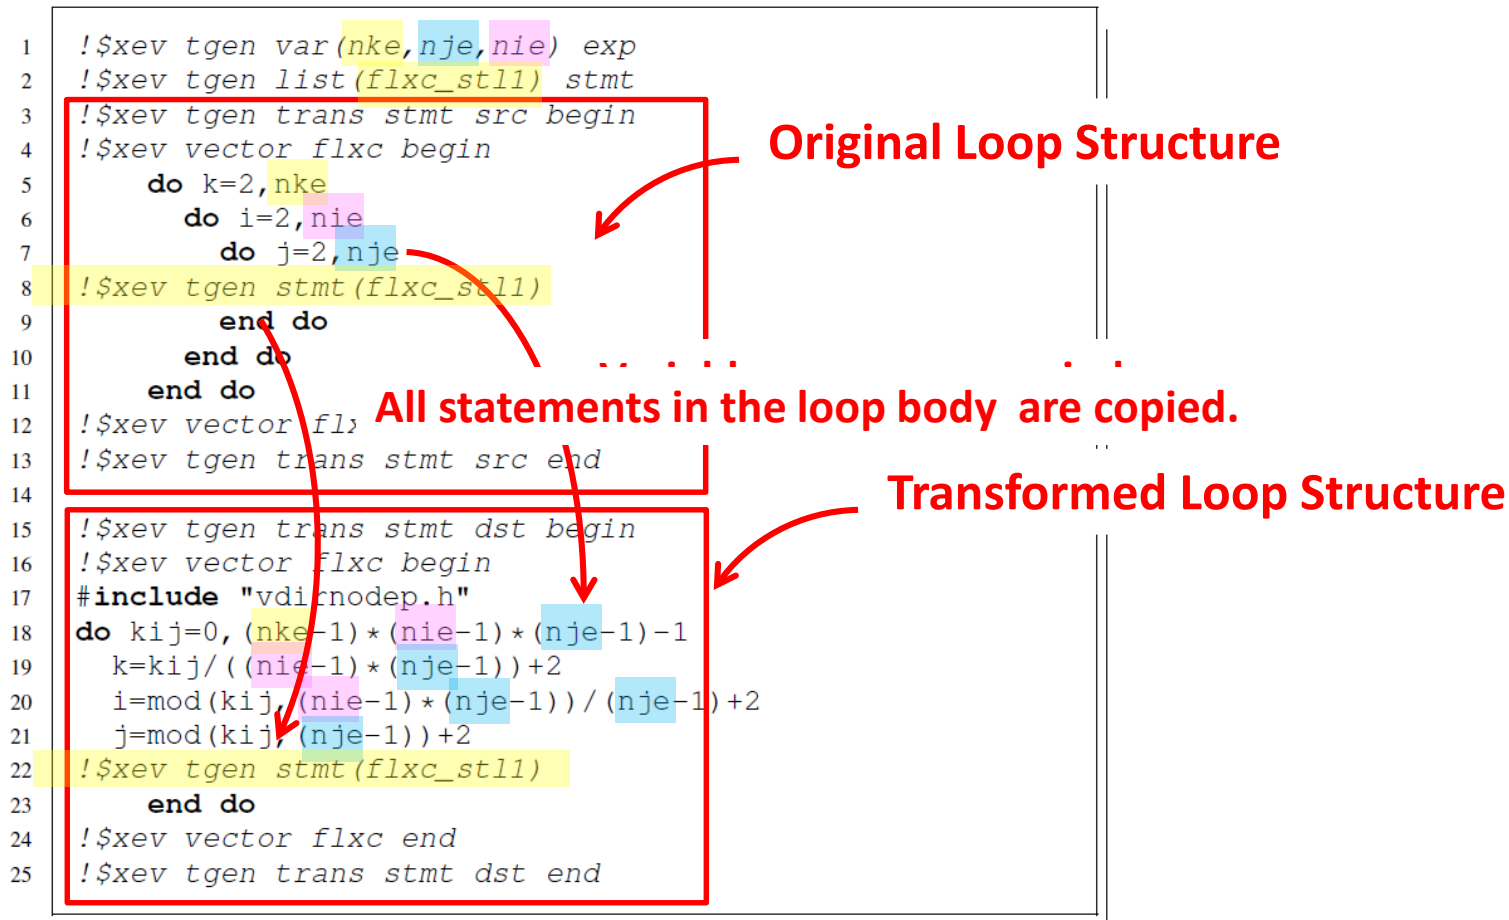 1 !$xev tgen var(nke,nje,nie) exp
2 !$xev tgen list(flxc_stl1) stmt
3 !$xev tgen trans stmt src begin
4 !$xev vector flxc begin
5 do k=2,nke
6 do i=2,nie
7 do j=2,nje
8 !$xev tgen stmt(flxc_stl1)
9 end do
10 end do
11 end do
12 !$xev vector
13 !$xev tgen trans stmt src end
14
15 !$xev tgen trans stmt dst begin
16 !$xev vector flxc begin
17 #include "vdirnodep.h"
18 do kij=0,(nke-1)*(nie-1)*(nje-1)-1
19 k=kij/((nie-1)*(nje-1))+2
20 i=mod(kij,(nie-1)*(nje-1))/(nje-1)+2
21 j=mod(kij,(nje-1))+2
22 !$xev tgen stmt(flxc_stl1)
23 end do
24 !$xev vector flxc end
25 !$xev tgen trans stmt dst end
Original Loop Structure
All statements in the loop body are copied.
Transformed Loop Structure